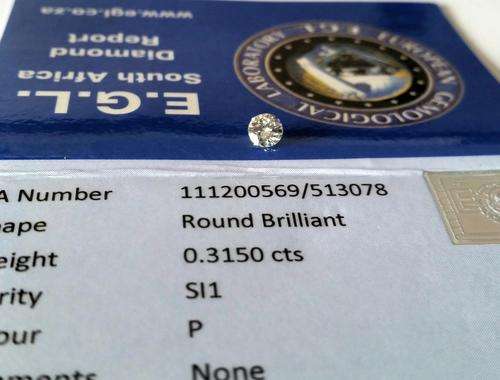 www.egl.co.za
Diamond
Report
South Africa
E.G.L.
EUROPEAN GEMOLOGICAL LABORATORY
E.G.L.
A Number 111200569/513078
hape Round Brilliant
eight 0.3150 cts
rity SI1
our P
mments None